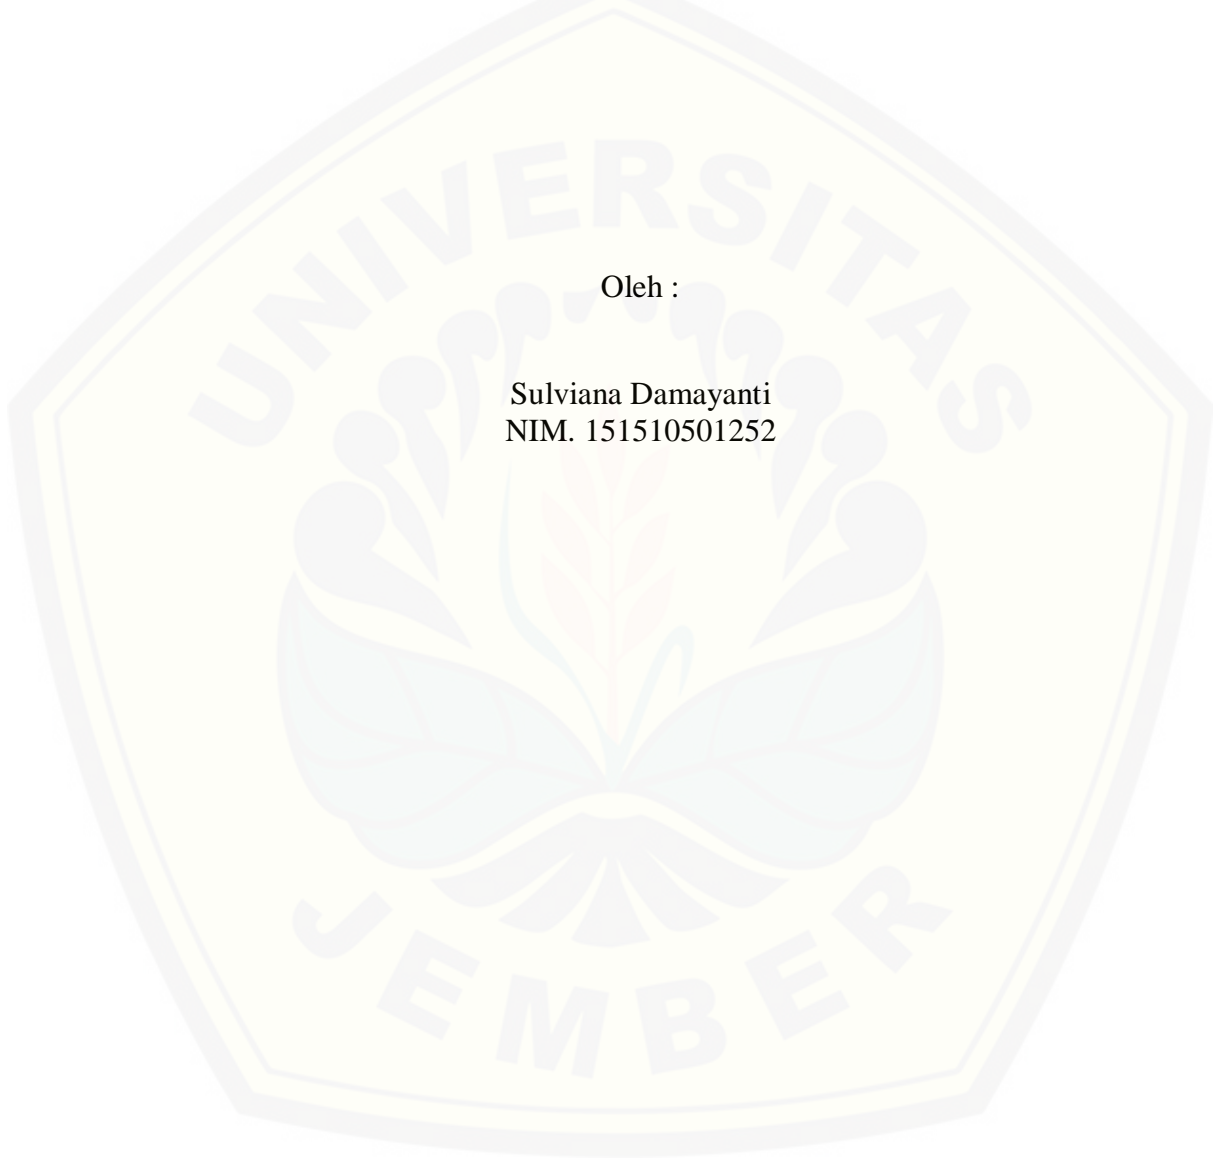 UNIVERSITAS
Oleh :
Sulviana Damayanti
NIM. 151510501252
JEMBER